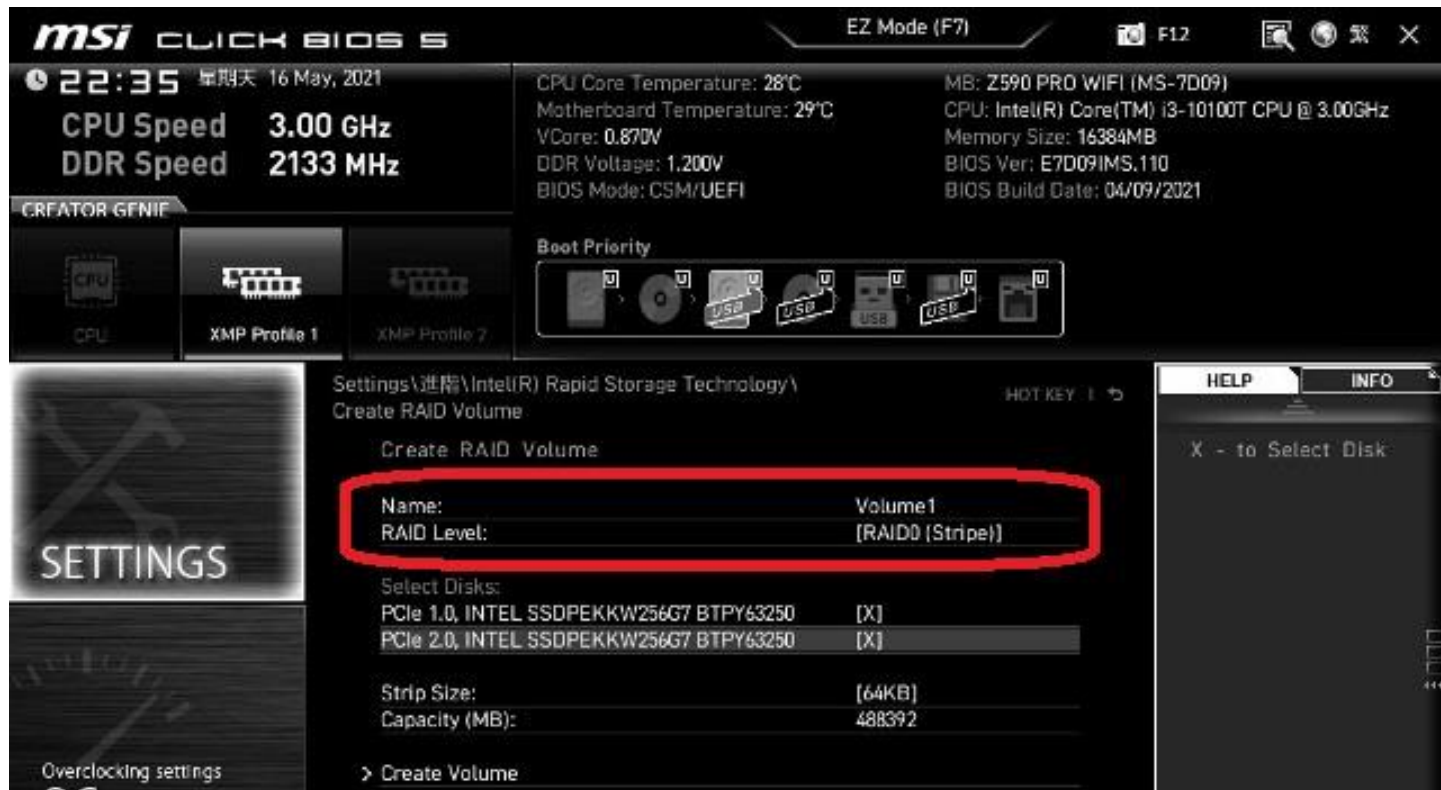 msi CLICK BIOS 5
EZ Mode (F7)
F12
繁
22:35 星期天 16 May, 2021
CPU Speed 3.00 GHz
DDR Speed 2133 MHz
CPU Core Temperature: 28°C
Motherboard Temperature: 29°C
VCore: 0.870V
DDR Voltage: 1.200V
BIOS Mode: CSM/UEFI
MB: Z590 PRO WIFI (MS-7D09)
CPU: Intel(R) Core(TM) i3-10100T CPU @ 3.00GHz
Memory Size: 16384MB
BIOS Ver: E7D09IMS.110
BIOS Build Date: 04/09/2021
CREATOR GENIE
CPU
CPU
XMP Profile 1
XMP Profile 2
Boot Priority
U U U U U U U
USB USB USB USB
SETTINGS
Overclocking settings
Settings\進階\Intel(R) Rapid Storage Technology\
Create RAID Volume
HOT KEY
Create RAID Volume
Name: Volume1
RAID Level: [RAID0 (Stripe)]
Select Disks:
PCIe 1.0, INTEL SSDPEKKW256G7 BTPY63250 [X]
PCIe 2.0, INTEL SSDPEKKW256G7 BTPY63250 [X]
Strip Size: [64KB]
Capacity (MB): 488392
> Create Volume
HELP
INFO
X - to Select Disk